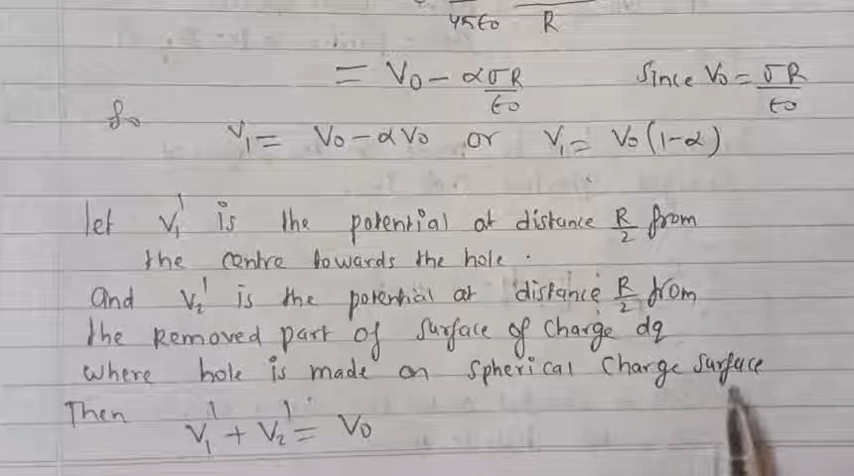 4πϵ0 R
= V0 - ασR/ϵ0 Since V0 = σR/ϵ0
So
V1 = V0 - αV0 or V1 = V0(1-α)
let V1' is the potential at distance R/2 from
the centre towards the hole .
And V2' is the potential at distance R/2 from
the Removed part of surface of charge dq
where hole is made on spherical charge surface
Then V1' + V2' = V0